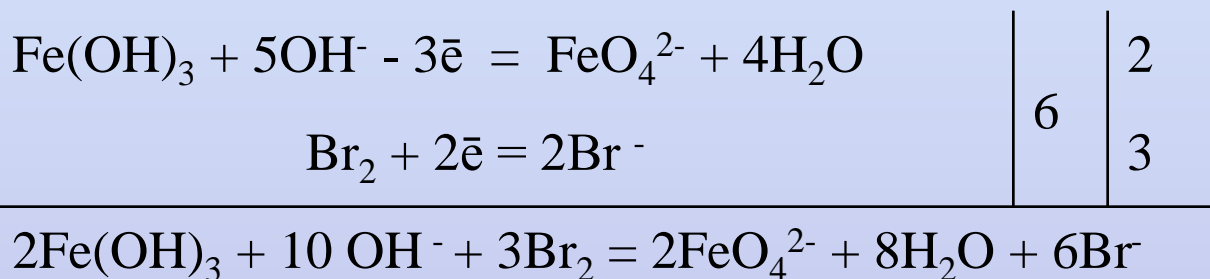 Fe(OH)₃ + 5OH⁻ - 3ē = FeO₄²⁻ + 4H₂O 2
6
Br₂ + 2ē = 2Br ⁻ 3
2Fe(OH)₃ + 10 OH ⁻ + 3Br₂ = 2FeO₄²⁻ + 8H₂O + 6Br⁻